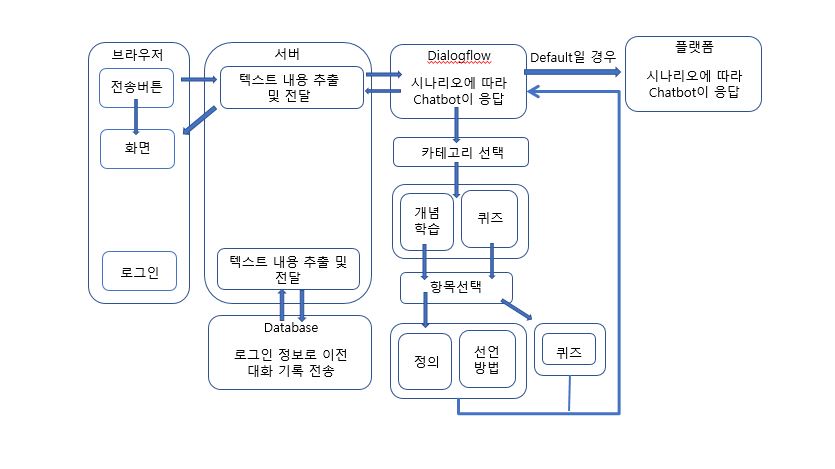 브라우저
전송버튼
화면
로그인
서버
텍스트 내용 추출
및 전달
텍스트 내용 추출 및
전달
Database
로그인 정보로 이전
대화 기록 전송
Dialogflow
시나리오에 따라
Chatbot이 응답
Default일 경우
플랫폼
시나리오에 따라
Chatbot이 응답
카테고리 선택
개념
학습
퀴즈
항목선택
정의
선언
방법
퀴즈